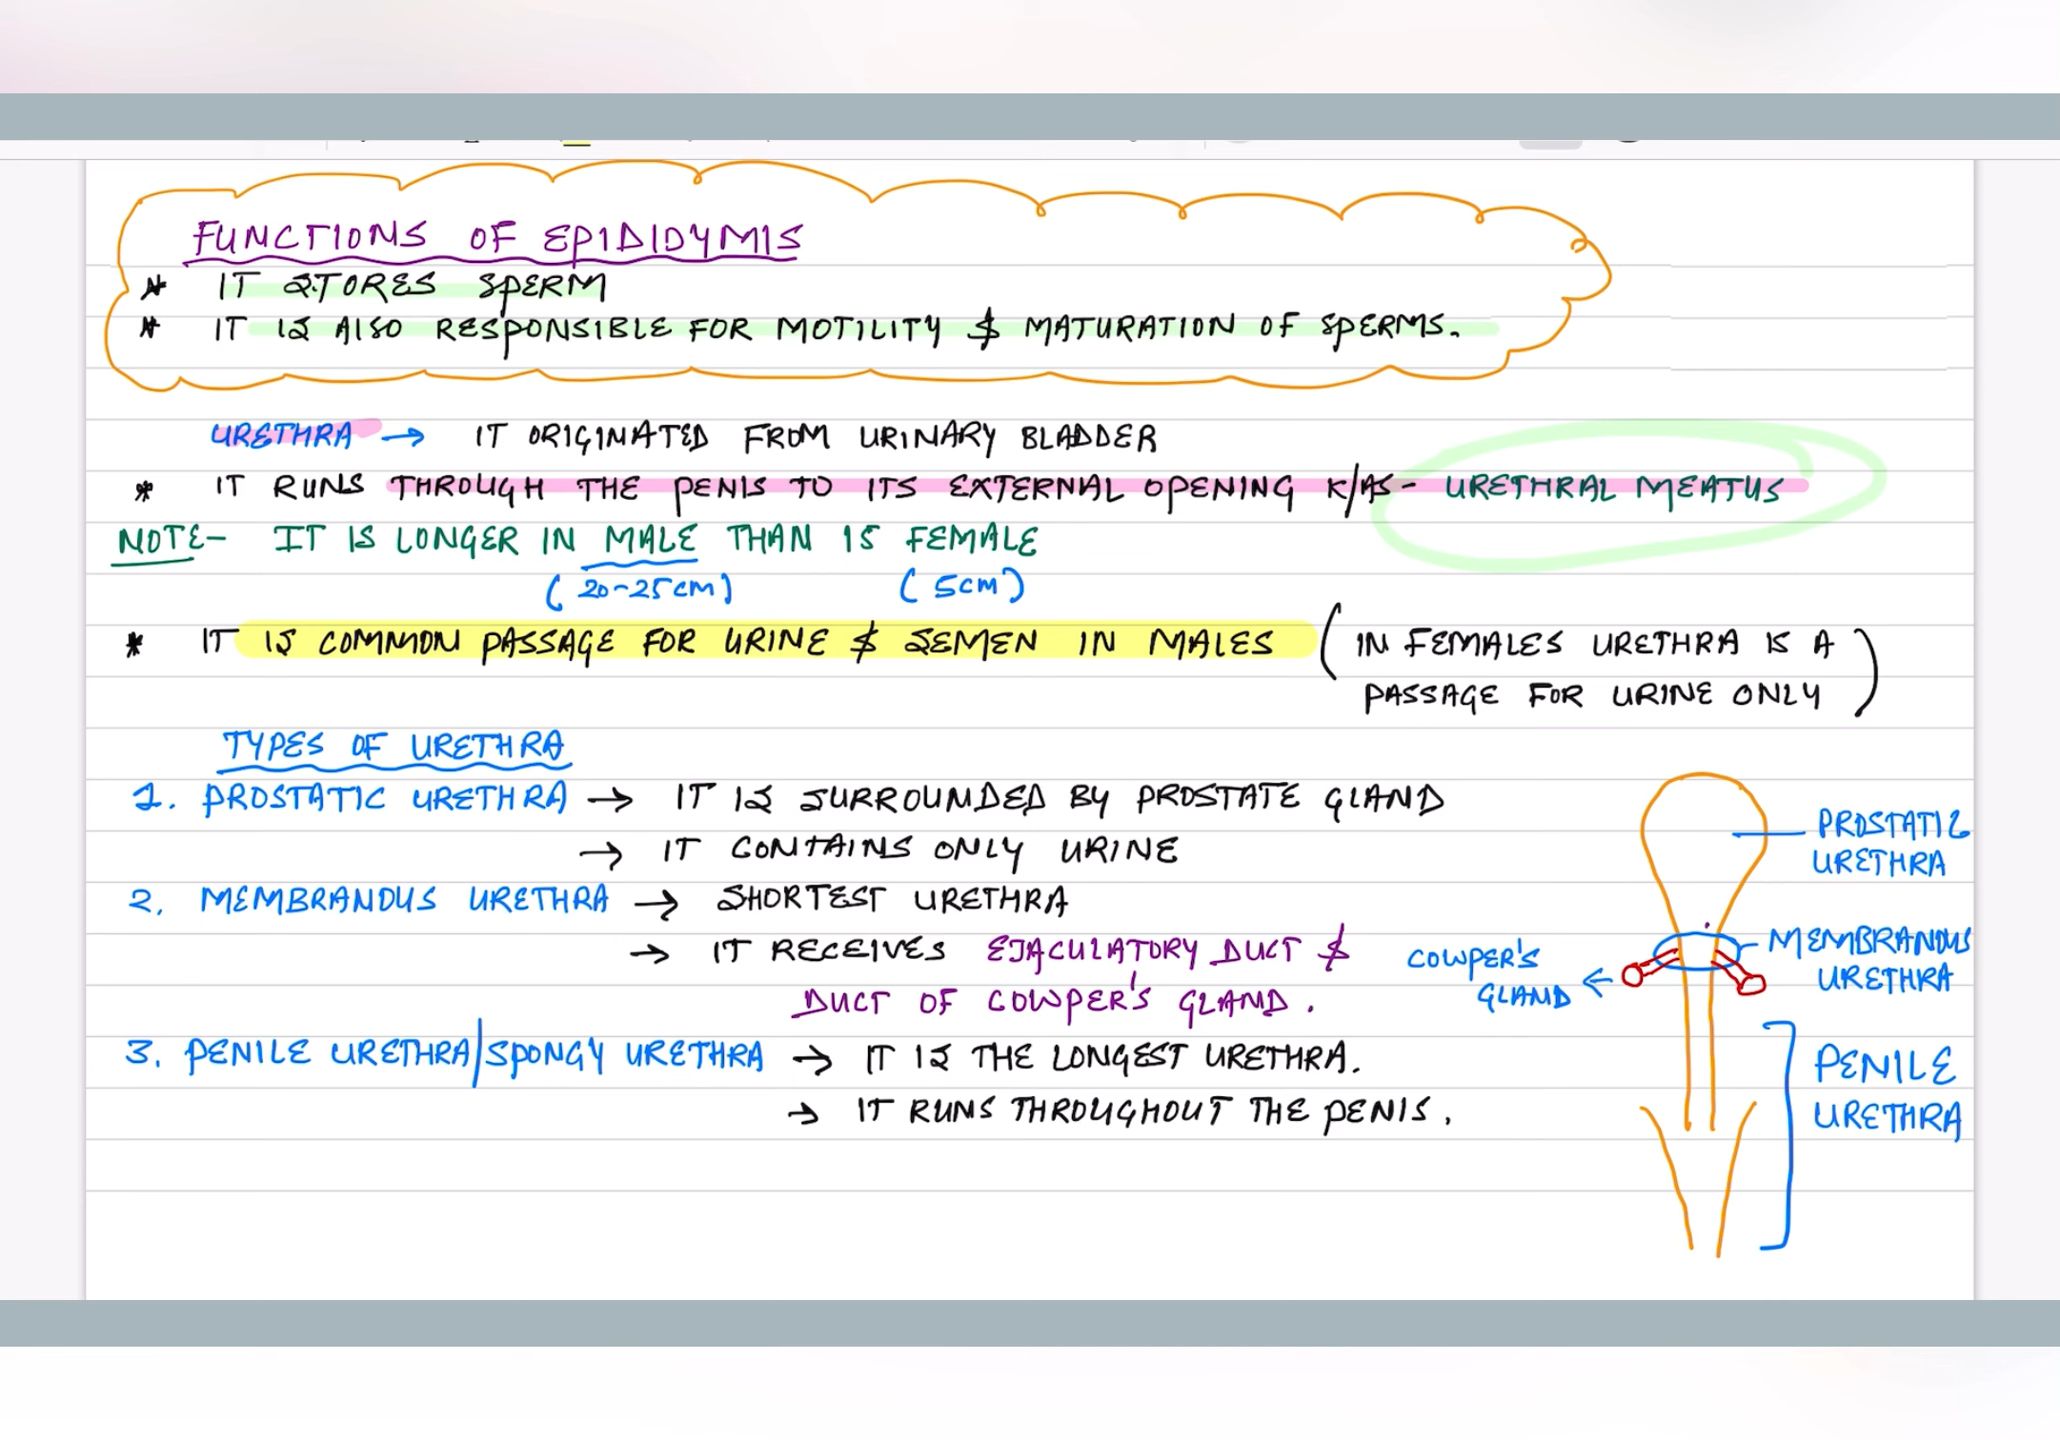 FUNCTIONS OF EPIDIDYMIS
* IT STORES SPERM
* IT IS ALSO RESPONSIBLE FOR MOTILITY & MATURATION OF SPERMS.
URETHRA → IT ORIGINATED FROM URINARY BLADDER
* IT RUNS THROUGH THE PENIS TO ITS EXTERNAL OPENING K/AS- URETHRAL MEATUS
NOTE- IT IS LONGER IN MALE THAN IS FEMALE
(20-25CM) (5CM)
* IT IS COMMON PASSAGE FOR URINE & SEMEN IN MALES (IN FEMALES URETHRA IS A
PASSAGE FOR URINE ONLY)
TYPES OF URETHRA
1. PROSTATIC URETHRA → IT IS SURROUNDED BY PROSTATE GLAND
→ IT CONTAINS ONLY URINE
2. MEMBRANOUS URETHRA → SHORTEST URETHRA
→ IT RECEIVES EJACULATORY DUCT &
DUCT OF COWPER'S GLAND.
3. PENILE URETHRA/SPONGY URETHRA → IT IS THE LONGEST URETHRA.
→ IT RUNS THROUGHOUT THE PENIS.
PROSTATIC
URETHRA
MEMBRANOUS
URETHRA
COWPER'S
GLAND
PENILE
URETHRA